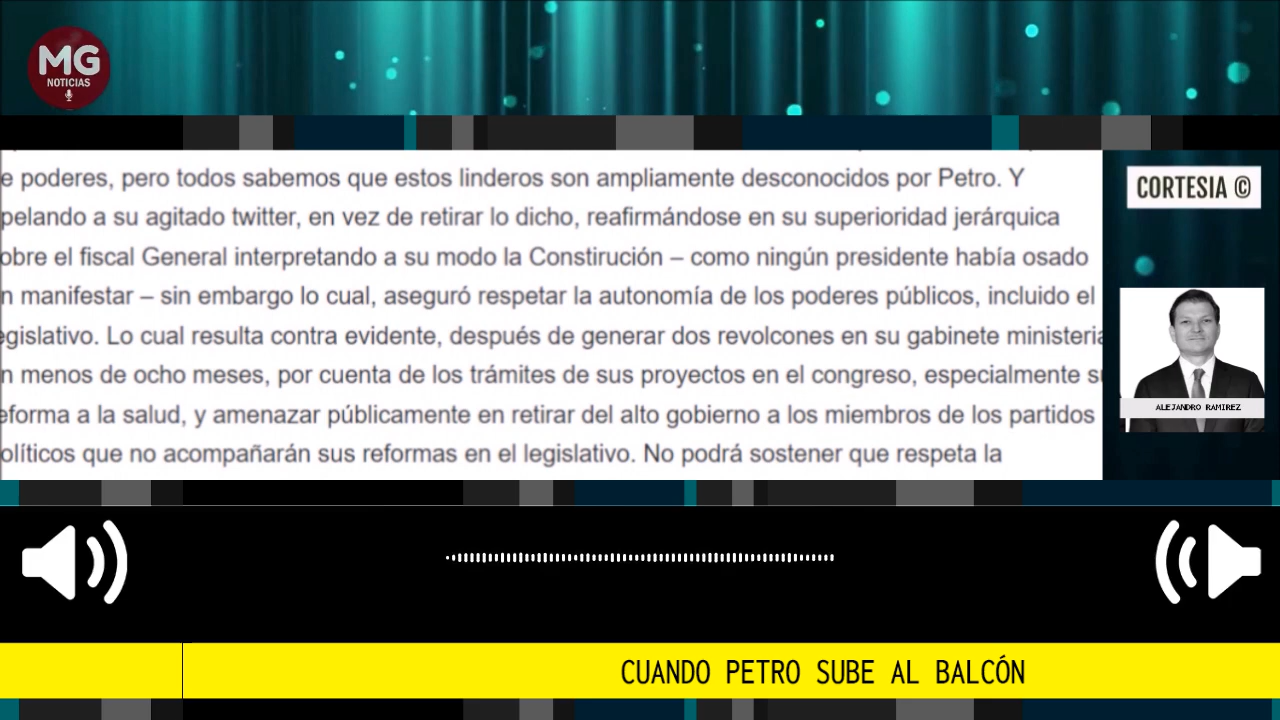 MG
NOTICIAS
e poderes, pero todos sabemos que estos linderos son ampliamente desconocidos por Petro. Y
pelando a su agitado twitter, en vez de retirar lo dicho, reafirmándose en su superioridad jerárquica
obre el fiscal General interpretando a su modo la Constirución – como ningún presidente había osado
n manifestar – sin embargo lo cual, aseguró respetar la autonomía de los poderes públicos, incluido el
egislativo. Lo cual resulta contra evidente, después de generar dos revolcones en su gabinete ministeria
n menos de ocho meses, por cuenta de los trámites de sus proyectos en el congreso, especialmente su
eforma a la salud, y amenazar públicamente en retirar del alto gobierno a los miembros de los partidos
olíticos que no acompañarán sus reformas en el legislativo. No podrá sostener que respeta la
CORTESIA ©
ALEJANDRO RAMIREZ
CUANDO PETRO SUBE AL BALCÓN